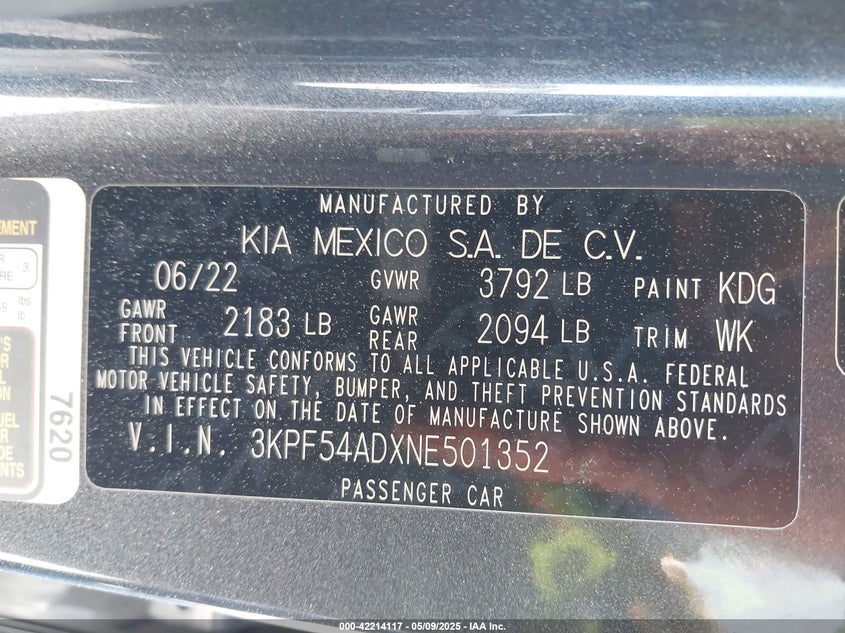 MANUFACTURED BY
KIA MEXICO S.A. DE C.V.
06/22 GVWR 3792 LB PAINT KDG
GAWR FRONT 2183 LB GAWR REAR 2094 LB TRIM WK
THIS VEHICLE CONFORMS TO ALL APPLICABLE U.S.A. FEDERAL
MOTOR VEHICLE SAFETY, BUMPER, AND THEFT PREVENTION STANDARDS
IN EFFECT ON THE DATE OF MANUFACTURE SHOWN ABOVE.
V.I.N. 3KPF54ADXNE501352
PASSENGER CAR
7620
000-42214117 - 05/09/2025 - IAA Inc.